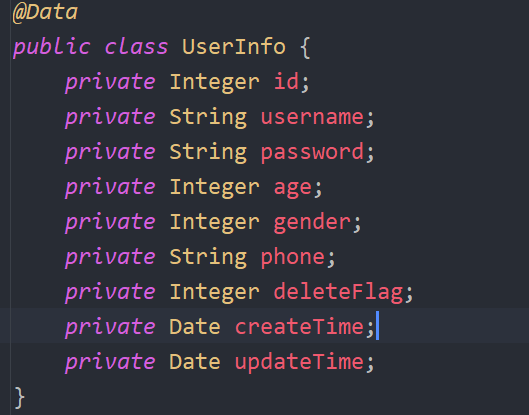 @Data
public class UserInfo {
    private Integer id;
    private String username;
    private String password;
    private Integer age;
    private Integer gender;
    private String phone;
    private Integer deleteFlag;
    private Date createTime;
    private Date updateTime;
}